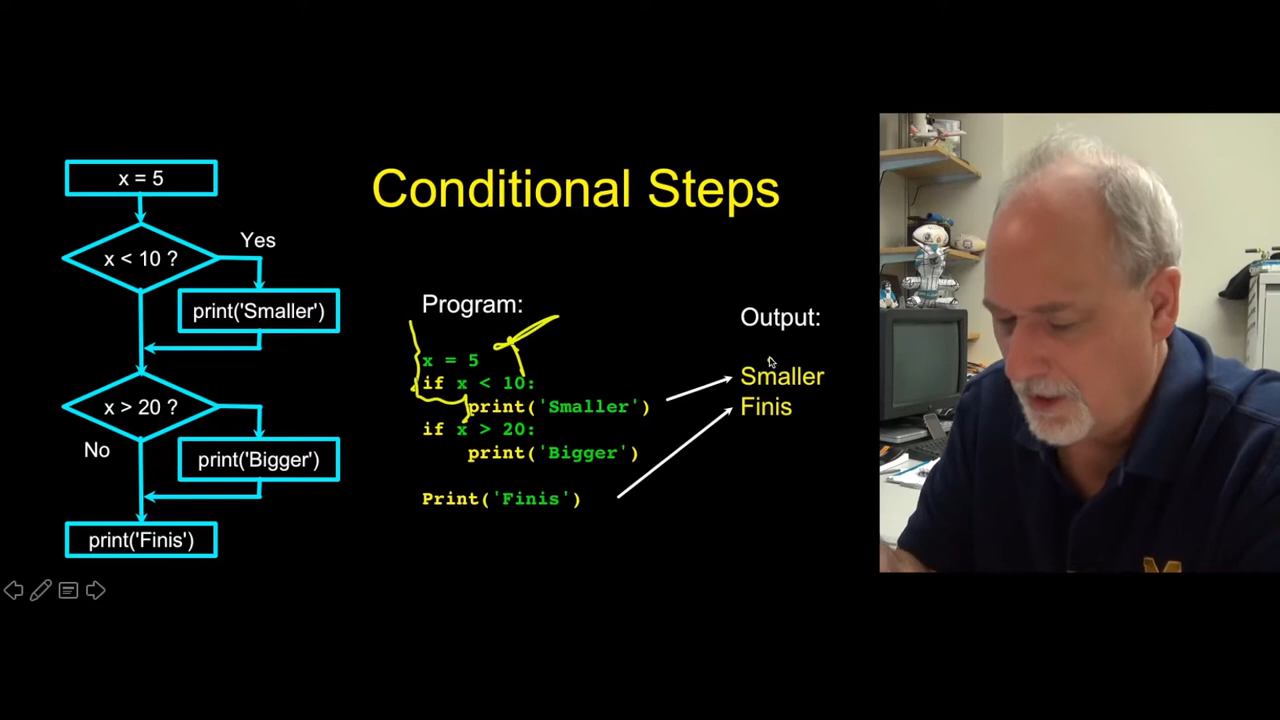 Conditional Steps
x = 5
x < 10 ?
Yes
print('Smaller')
x > 20 ?
No
print('Bigger')
print('Finis')
Program:
x = 5
if x < 10:
print('Smaller')
if x > 20:
print('Bigger')
Print('Finis')
Output:
Smaller
Finis
M